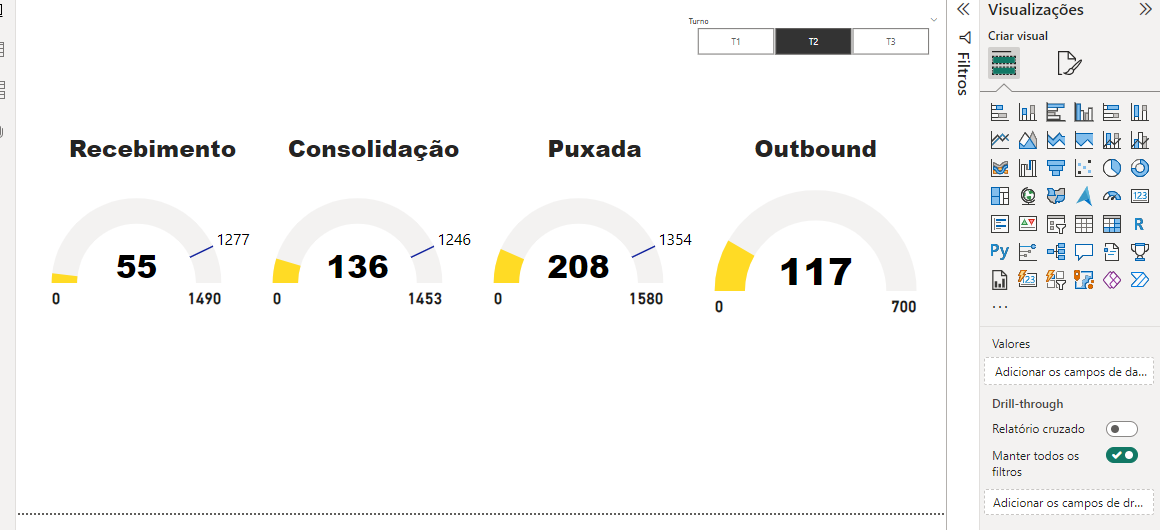 Turno
T1
T2
T3
Recebimento
Consolidação
Puxada
Outbound
55
0
1490
1277
136
0
1453
1246
208
0
1580
1354
117
0
700
Filtros
Visualizações
Criar visual
123
R
Py
123
...
Valores
Adicionar os campos de da...
Drill-through
Relatório cruzado
Manter todos os
filtros
Adicionar os campos de dr...